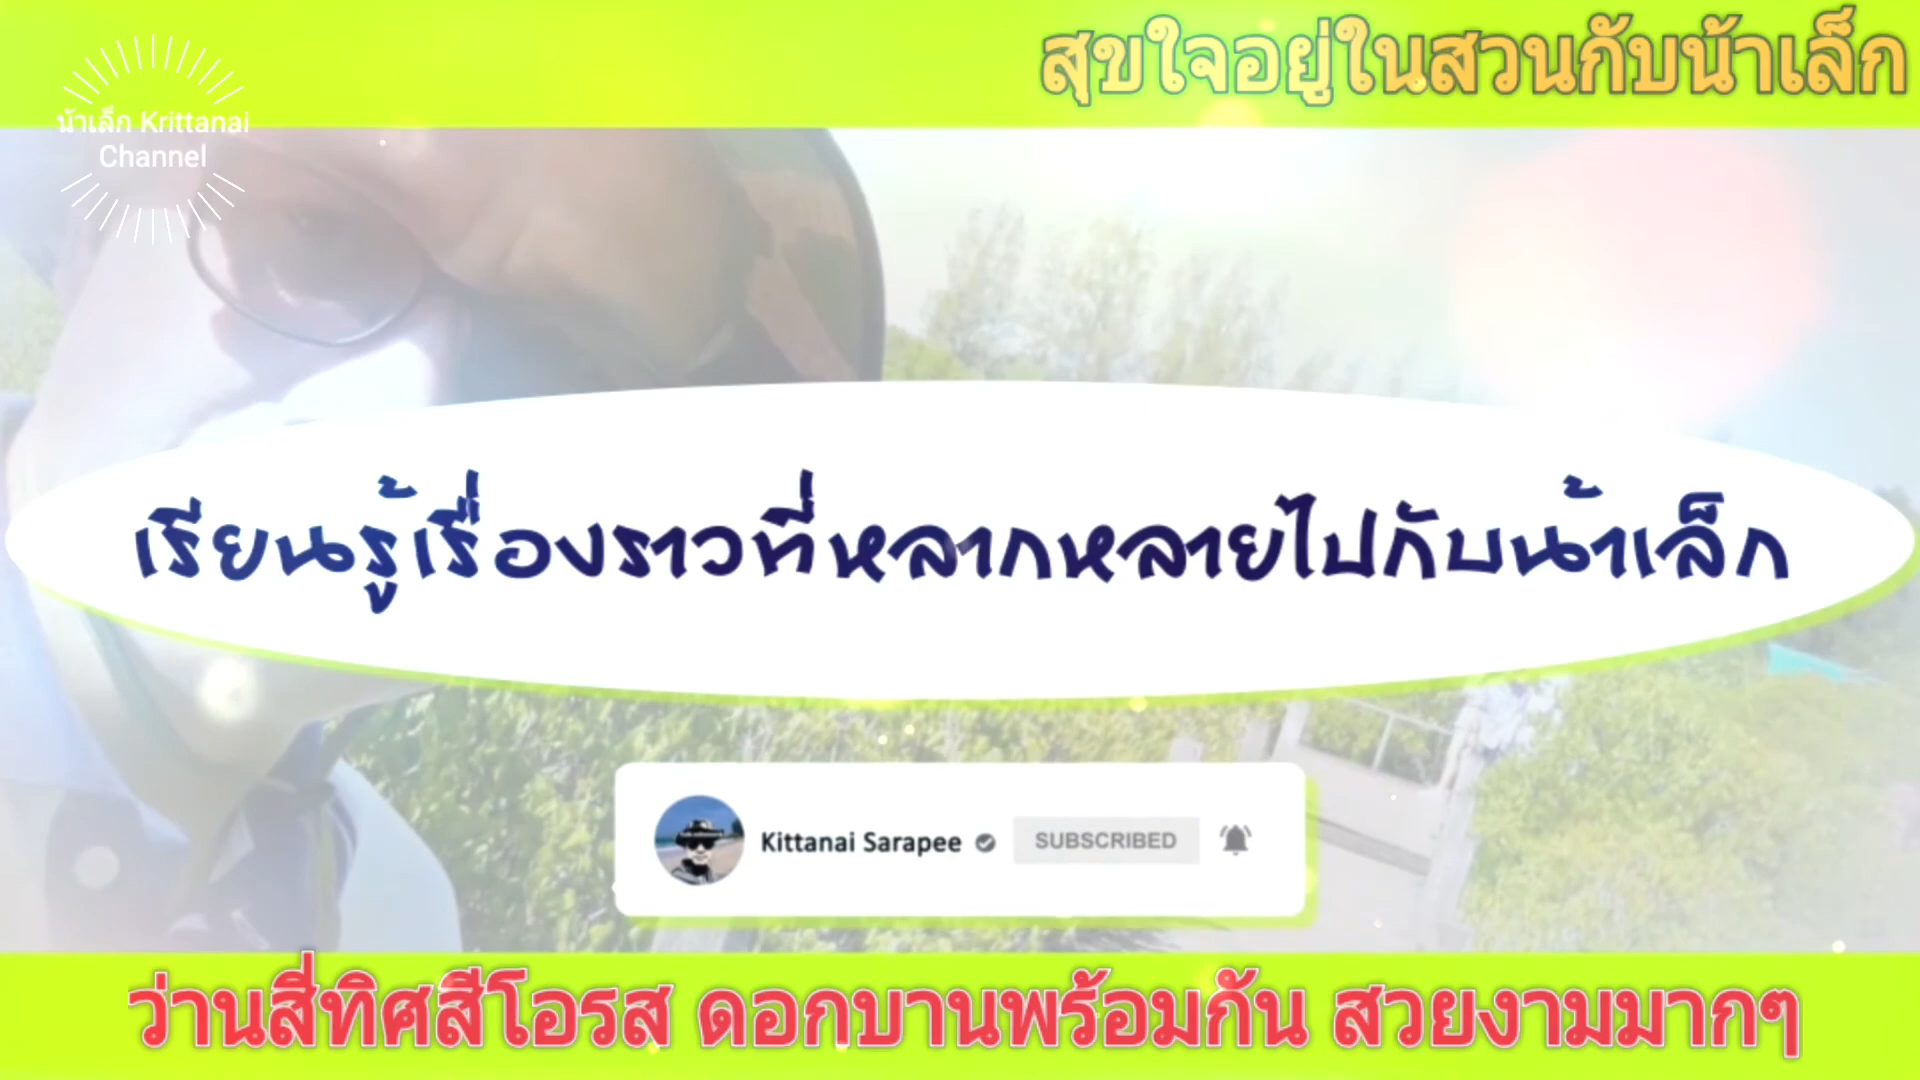 สุขใจอยู่ในสวนกับน้าเล็ก
น้าเล็ก Krittanai
Channel
เรียนรู้เรื่องราวที่หลากหลายไปกับน้าเล็ก
Kittanai Sarapee
SUBSCRIBED
ว่านสี่ทิศสีโอรส ดอกบานพร้อมกัน สวยงามมากๆ